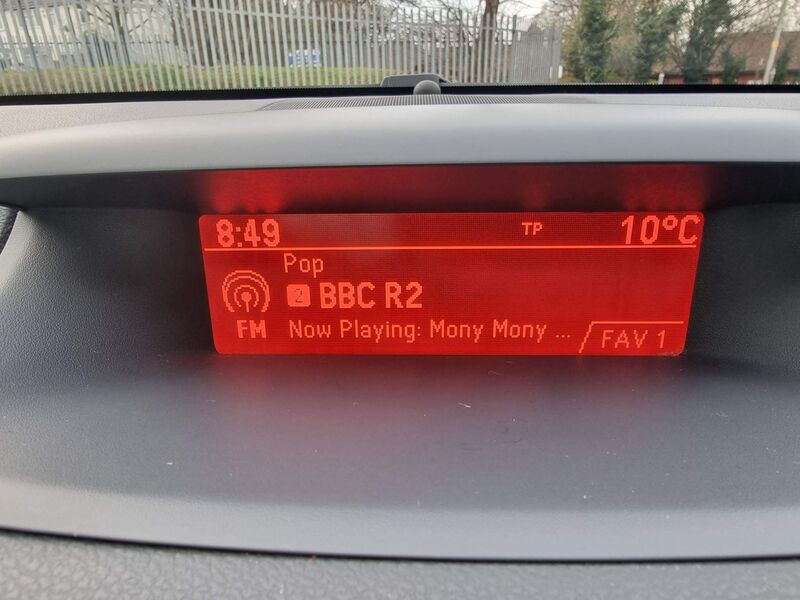 8:49 TP 10°C
Pop
2 BBC R2
FM Now Playing: Mony Mony ... FAV 1